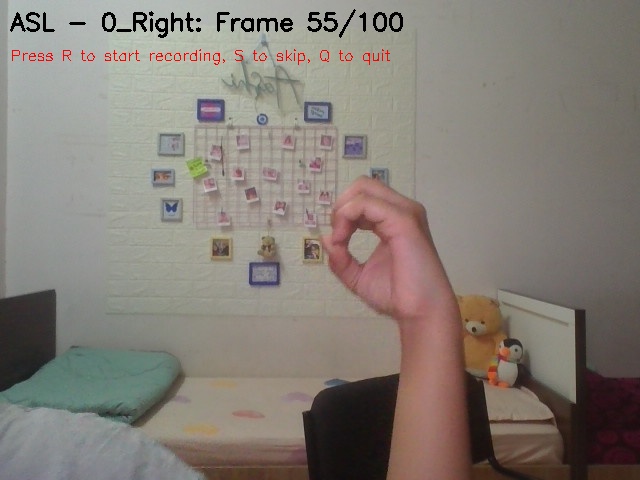 ASL - 0_Right: Frame 55/100
Press R to start recording, S to skip, Q to quit